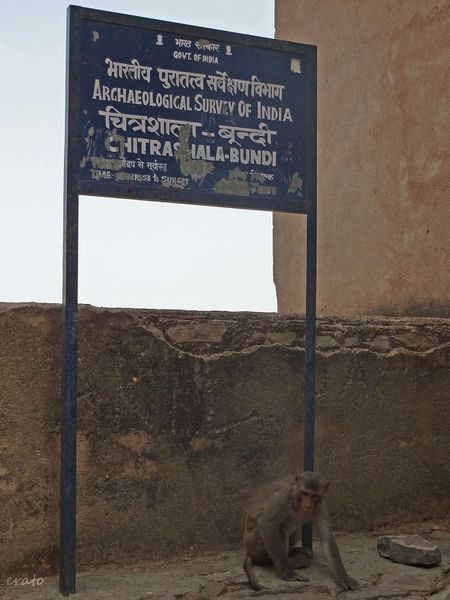 भारत सरकार
GOVT. OF INDIA
भारतीय पुरातत्व सर्वेक्षण विभाग
ARCHAEOLOGICAL SURVEY OF INDIA
चित्रशाला - बून्दी
CHITRASHALA-BUNDI
से सूर्यास्त
TIME- SUNRISE TO SUNSET
erato